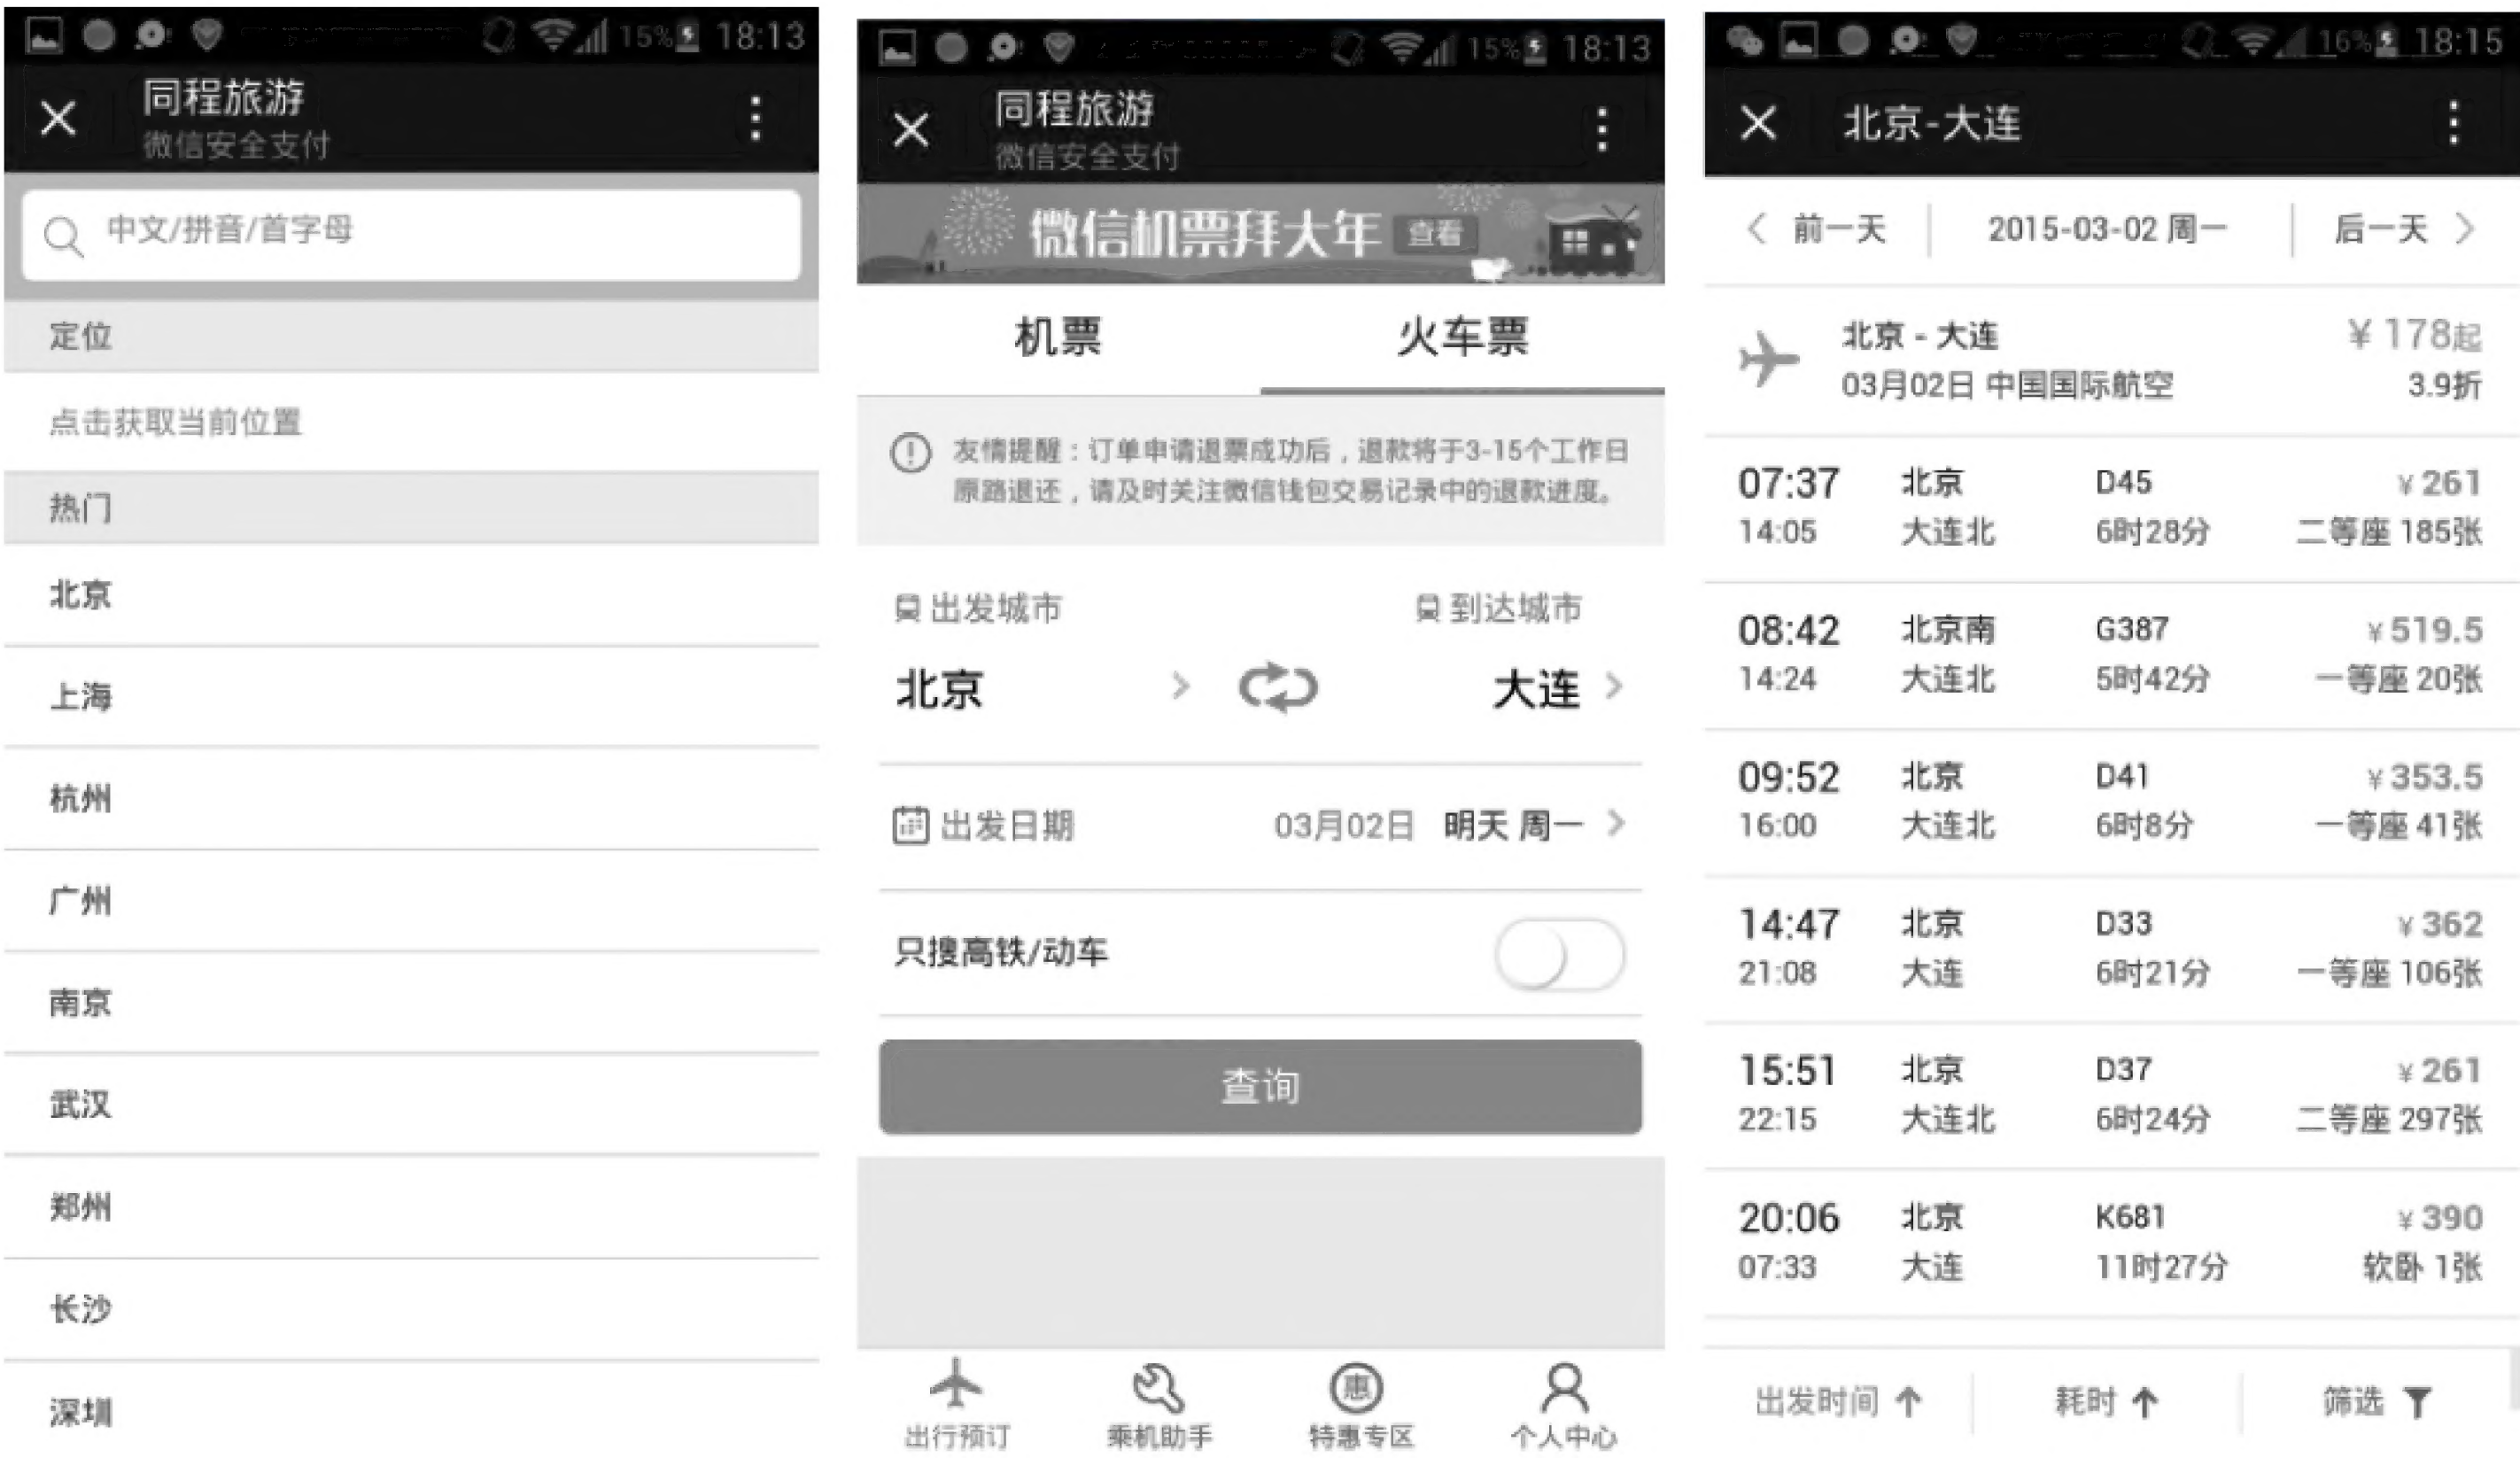 15% 18:13
同程旅游
微信安全支付
中文/拼音/首字母
定位
点击获取当前位置
热门
北京
上海
杭州
广州
南京
武汉
郑州
长沙
深圳
15% 18:13
同程旅游
微信安全支付
微信机票拜大年 查看
机票 火车票
友情提醒：订单申请退票成功后，退款将于3-15个工作日
原路退还，请及时关注微信钱包交易记录中的退款进度。
出发城市 到达城市
北京 大连
出发日期 03月02日 明天 周一
只搜高铁/动车
查询
出行预订 乘机助手 惠 特惠专区 个人中心
16% 18:15
北京-大连
前一天 2015-03-02 周一 后一天
北京 - 大连 ¥ 178起
03月02日 中国国际航空 3.9折
07:37 北京 D45 ¥ 261
14:05 大连北 6时28分 二等座 185张
08:42 北京南 G387 ¥ 519.5
14:24 大连北 5时42分 一等座 20张
09:52 北京 D41 ¥ 353.5
16:00 大连北 6时8分 一等座 41张
14:47 北京 D33 ¥ 362
21:08 大连 6时21分 一等座 106张
15:51 北京 D37 ¥ 261
22:15 大连北 6时24分 二等座 297张
20:06 北京 K681 ¥ 390
07:33 大连 11时27分 软卧 1张
出发时间 耗时 筛选